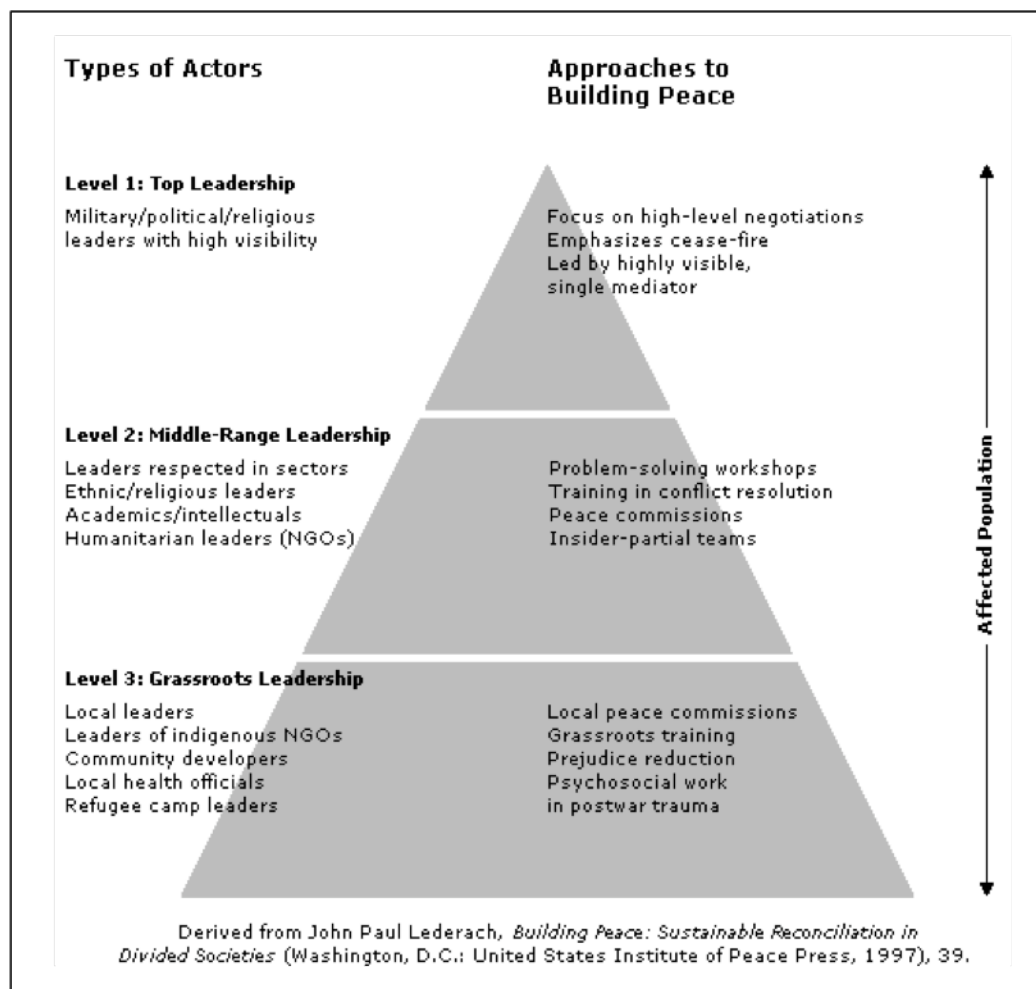 Types of Actors
Approaches to
Building Peace
Level 1: Top Leadership
Military/political/religious
leaders with high visibility
Focus on high-level negotiations
Emphasizes cease-fire
Led by highly visible,
single mediator
Level 2: Middle-Range Leadership
Leaders respected in sectors
Ethnic/religious leaders
Academics/intellectuals
Humanitarian leaders (NGOs)
Problem-solving workshops
Training in conflict resolution
Peace commissions
Insider-partial teams
Level 3: Grassroots Leadership
Local leaders
Leaders of indigenous NGOs
Community developers
Local health officials
Refugee camp leaders
Local peace commissions
Grassroots training
Prejudice reduction
Psychosocial work
in postwar trauma
Affected Population
Derived from John Paul Lederach, Building Peace: Sustainable Reconciliation in
Divided Societies (Washington, D.C.: United States Institute of Peace Press, 1997), 39.